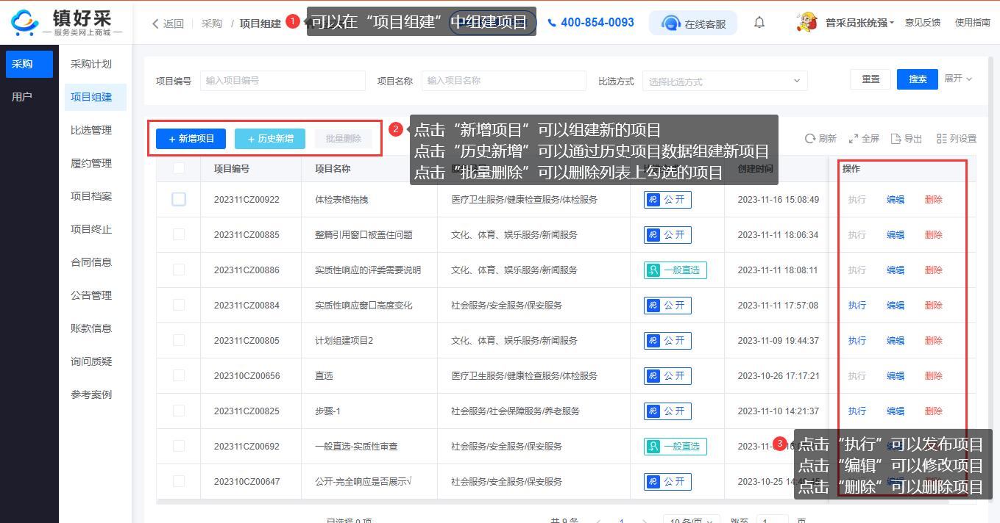 镇好采
服务类网上商城
返回 采购 / 项目组建
1
可以在“项目组建”中组建项目
400-854-0093
在线客服
普采员张统强
意见反馈
使用指南
采购
用户
采购计划
项目组建
比选管理
履约管理
项目档案
项目终止
合同信息
公告管理
账款信息
询问质疑
参考案例
项目编号 输入项目编号 项目名称 输入项目名称 比选方式 选择比选方式 重置 搜索 展开
+ 新增项目 + 历史新增 批量删除
2
点击“新增项目”可以组建新的项目
点击“历史新增”可以通过历史项目数据组建新项目
点击“批量删除”可以删除列表上勾选的项目
刷新 全屏 导出 列设置
项目编号 项目名称 创建时间 操作
202311CZ00922 体检表格拖拽 医疗卫生服务/健康检查服务/体检服务 公开 2023-11-16 15:08:49 执行 编辑 删除
202311CZ00885 整篇引用窗口被盖住问题 文化、体育、娱乐服务/新闻服务 公开 2023-11-11 18:06:34 执行 编辑 删除
202311CZ00886 实质性响应的评委需要说明 文化、体育、娱乐服务/新闻服务 一般直选 2023-11-11 18:08:11 执行 编辑 删除
202311CZ00884 实质性响应窗口高度变化 社会服务/安全服务/保安服务 公开 2023-11-11 17:57:08 执行 编辑 删除
202311CZ00805 计划组建项目2 文化、体育、娱乐服务/新闻服务 公开 2023-11-09 19:44:37 执行 编辑 删除
202310CZ00656 直选 医疗卫生服务/健康检查服务/体检服务 公开 2023-10-26 17:17:21 执行 编辑 删除
202311CZ00825 步骤-1 社会服务/社会保障服务/养老服务 公开 2023-11-10 14:21:37 执行 编辑 删除
202311CZ00692 一般直选-实质性审查 社会服务/安全服务/保安服务 一般直选 2023-11-
202310CZ00647 公开-完全响应是否展示√ 社会服务/安全服务/保安服务 公开 2023-10-25
3
点击“执行”可以发布项目
点击“编辑”可以修改项目
点击“删除”可以删除项目
已选择 0 项 共 9 条 1 10 条/页 跳至 1 页